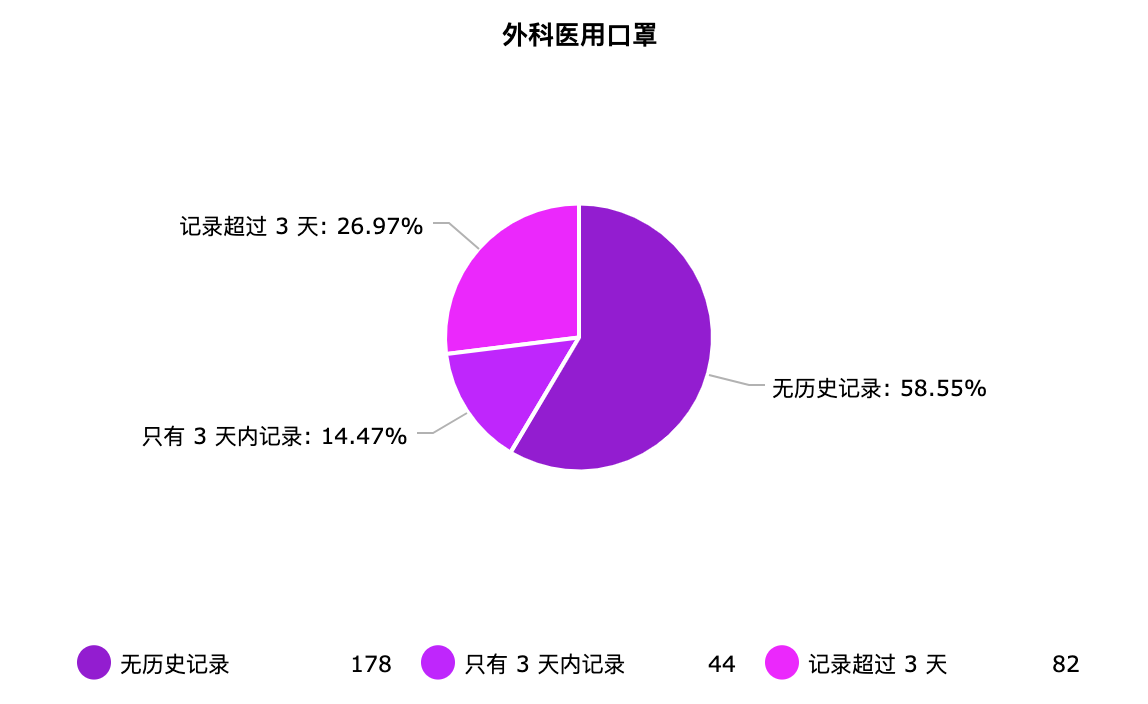 外科医用口罩
记录超过 3 天: 26.97%
无历史记录: 58.55%
只有 3 天内记录: 14.47%
无历史记录 178 只有 3 天内记录 44 记录超过 3 天 82